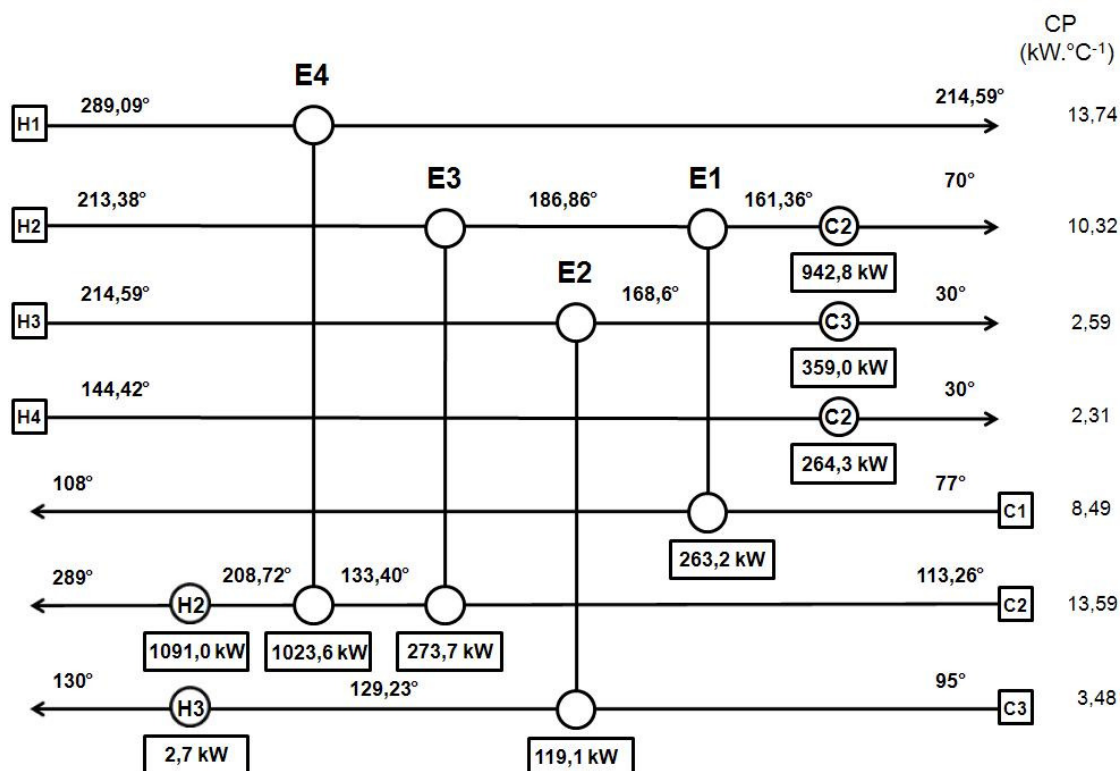 CP
(kW.°C⁻¹)
E4
289,09°
214,59°
H1
13,74
E3
E1
213,38°
186,86°
161,36°
70°
H2
C2
10,32
942,8 kW
E2
214,59°
168,6°
30°
H3
C3
2,59
359,0 kW
144,42°
30°
H4
C2
2,31
264,3 kW
108°
77°
C1
8,49
263,2 kW
289°
208,72°
133,40°
113,26°
H2
C2
13,59
1091,0 kW
1023,6 kW
273,7 kW
130°
129,23°
95°
H3
C3
3,48
2,7 kW
119,1 kW